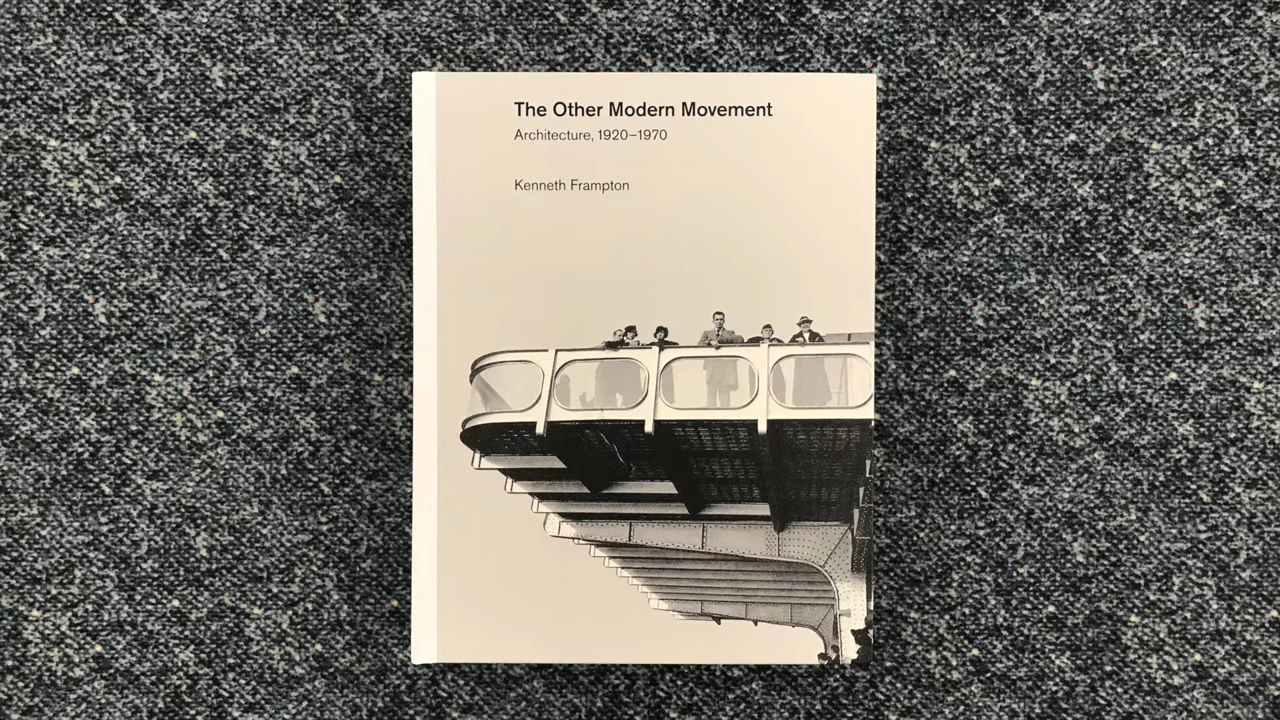 The Other Modern Movement
Architecture, 1920–1970
Kenneth Frampton